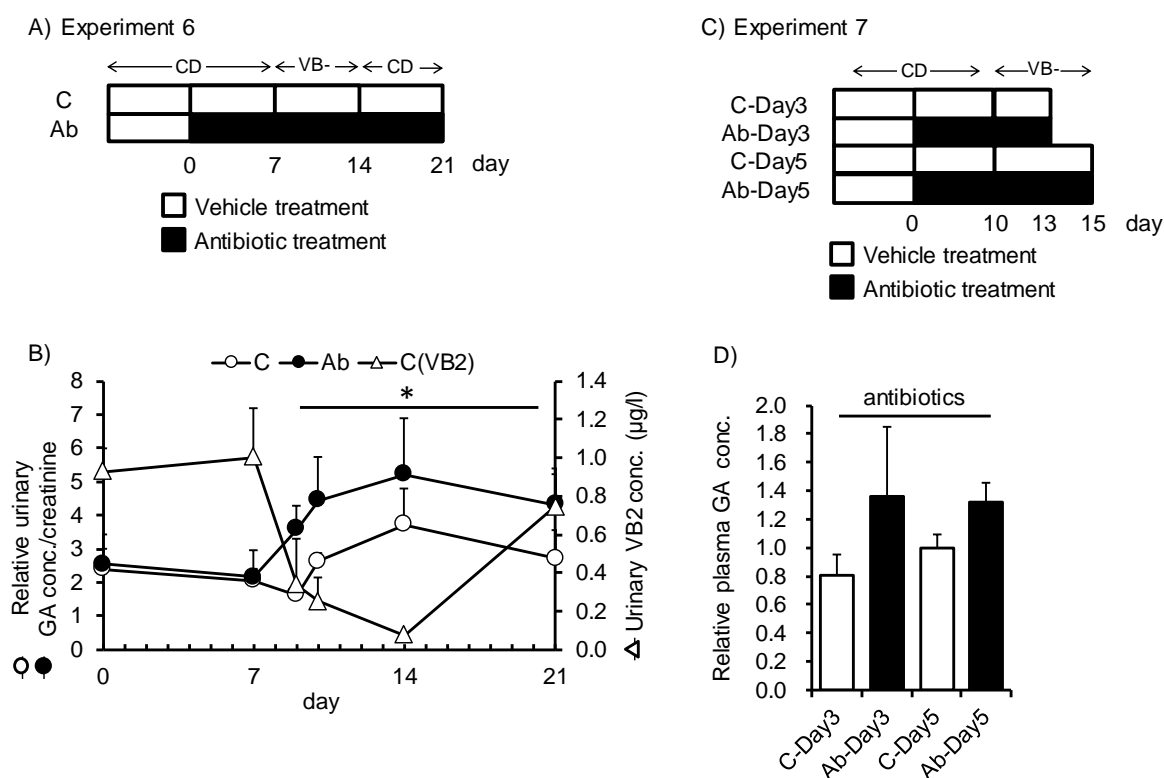 A) Experiment 6
CD VB- CD
C
Ab
0 7 14 21 day
Vehicle treatment
Antibiotic treatment
C) Experiment 7
CD VB-
C-Day3
Ab-Day3
C-Day5
Ab-Day5
0 10 13 15 day
Vehicle treatment
Antibiotic treatment
B)
C Ab C(VB2)
*
8
7
6
5
4
3
2
1
0
Relative urinary
GA conc./creatinine
1.4
1.2
1.0
0.8
0.6
0.4
0.2
0.0
Urinary VB2 conc. (µg/l)
0 7 14 21
day
D)
antibiotics
2.0
1.8
1.6
1.4
1.2
1.0
0.8
0.6
0.4
0.2
0.0
Relative plasma GA conc.
C-Day3
Ab-Day3
C-Day5
Ab-Day5